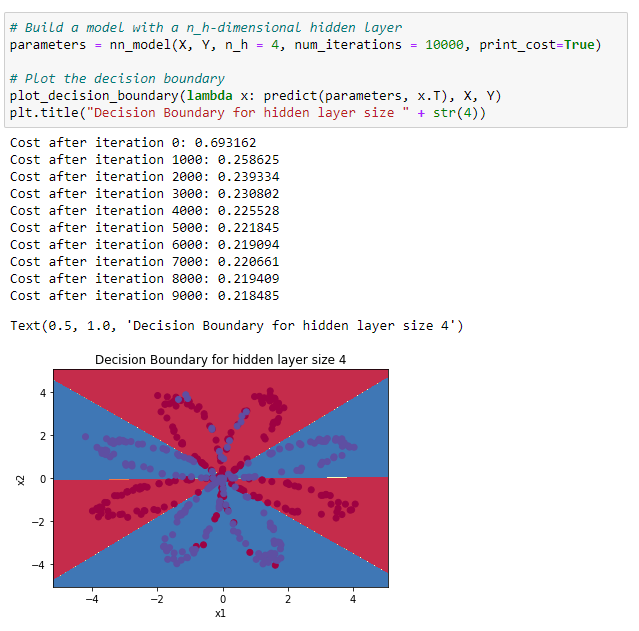 # Build a model with a n_h-dimensional hidden layer
parameters = nn_model(X, Y, n_h = 4, num_iterations = 10000, print_cost=True)
# Plot the decision boundary
plot_decision_boundary(lambda x: predict(parameters, x.T), X, Y)
plt.title("Decision Boundary for hidden layer size " + str(4))
Cost after iteration 0: 0.693162
Cost after iteration 1000: 0.258625
Cost after iteration 2000: 0.239334
Cost after iteration 3000: 0.230802
Cost after iteration 4000: 0.225528
Cost after iteration 5000: 0.221845
Cost after iteration 6000: 0.219094
Cost after iteration 7000: 0.220661
Cost after iteration 8000: 0.219409
Cost after iteration 9000: 0.218485
Text(0.5, 1.0, 'Decision Boundary for hidden layer size 4')
Decision Boundary for hidden layer size 4
4
2
0
−2
−4
x2
−4 −2 0 2 4
x1